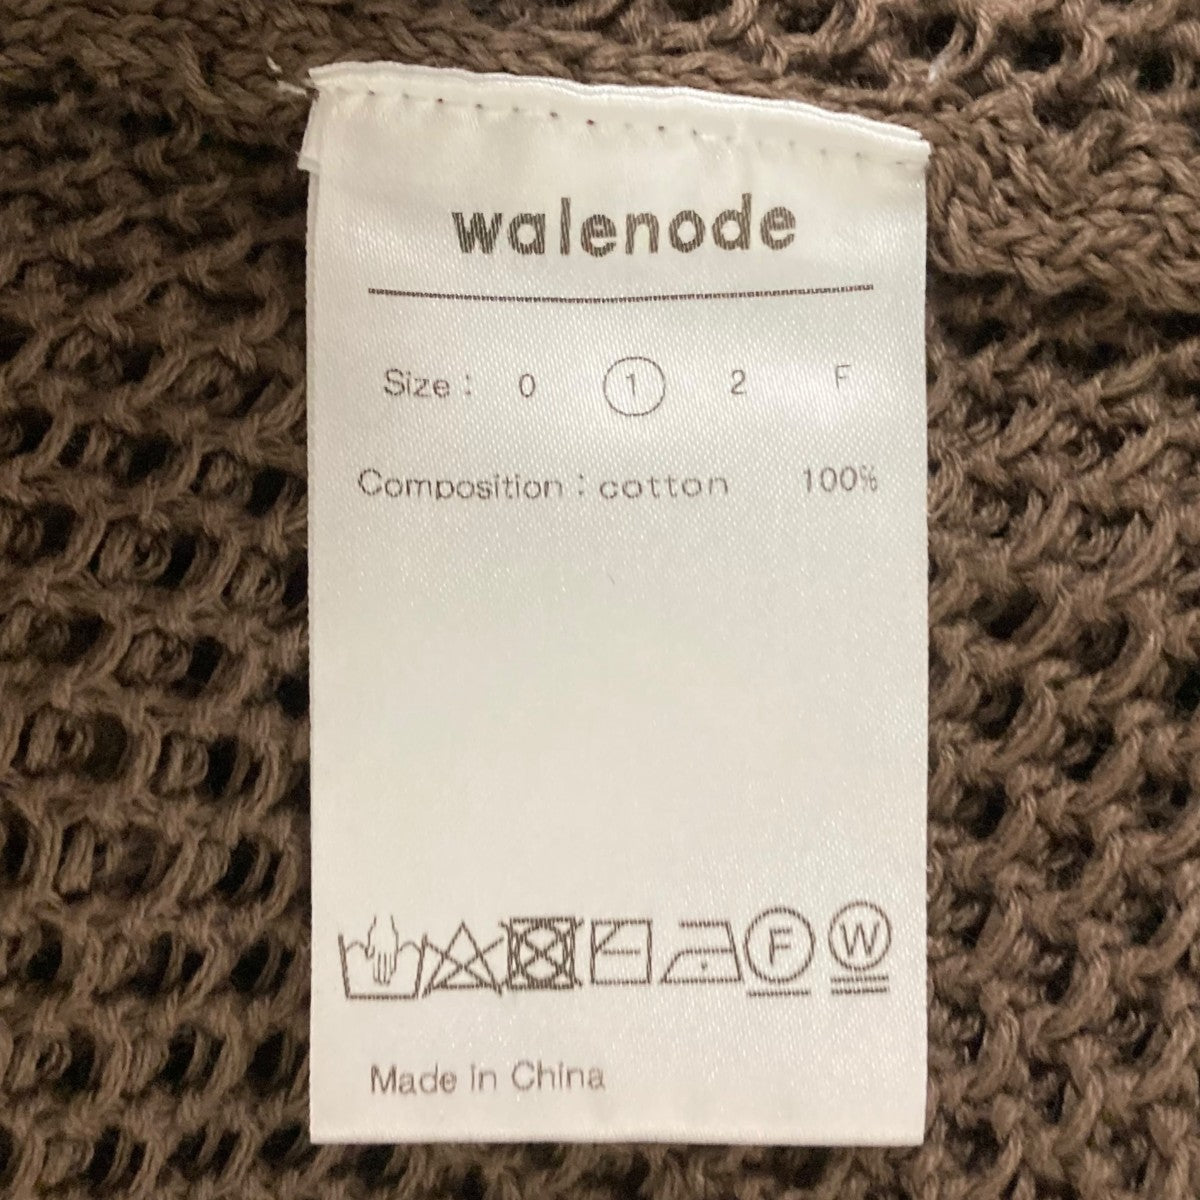 walenode
Size : 0 1 2 F
Composition : cotton 100%
F W
Made in China